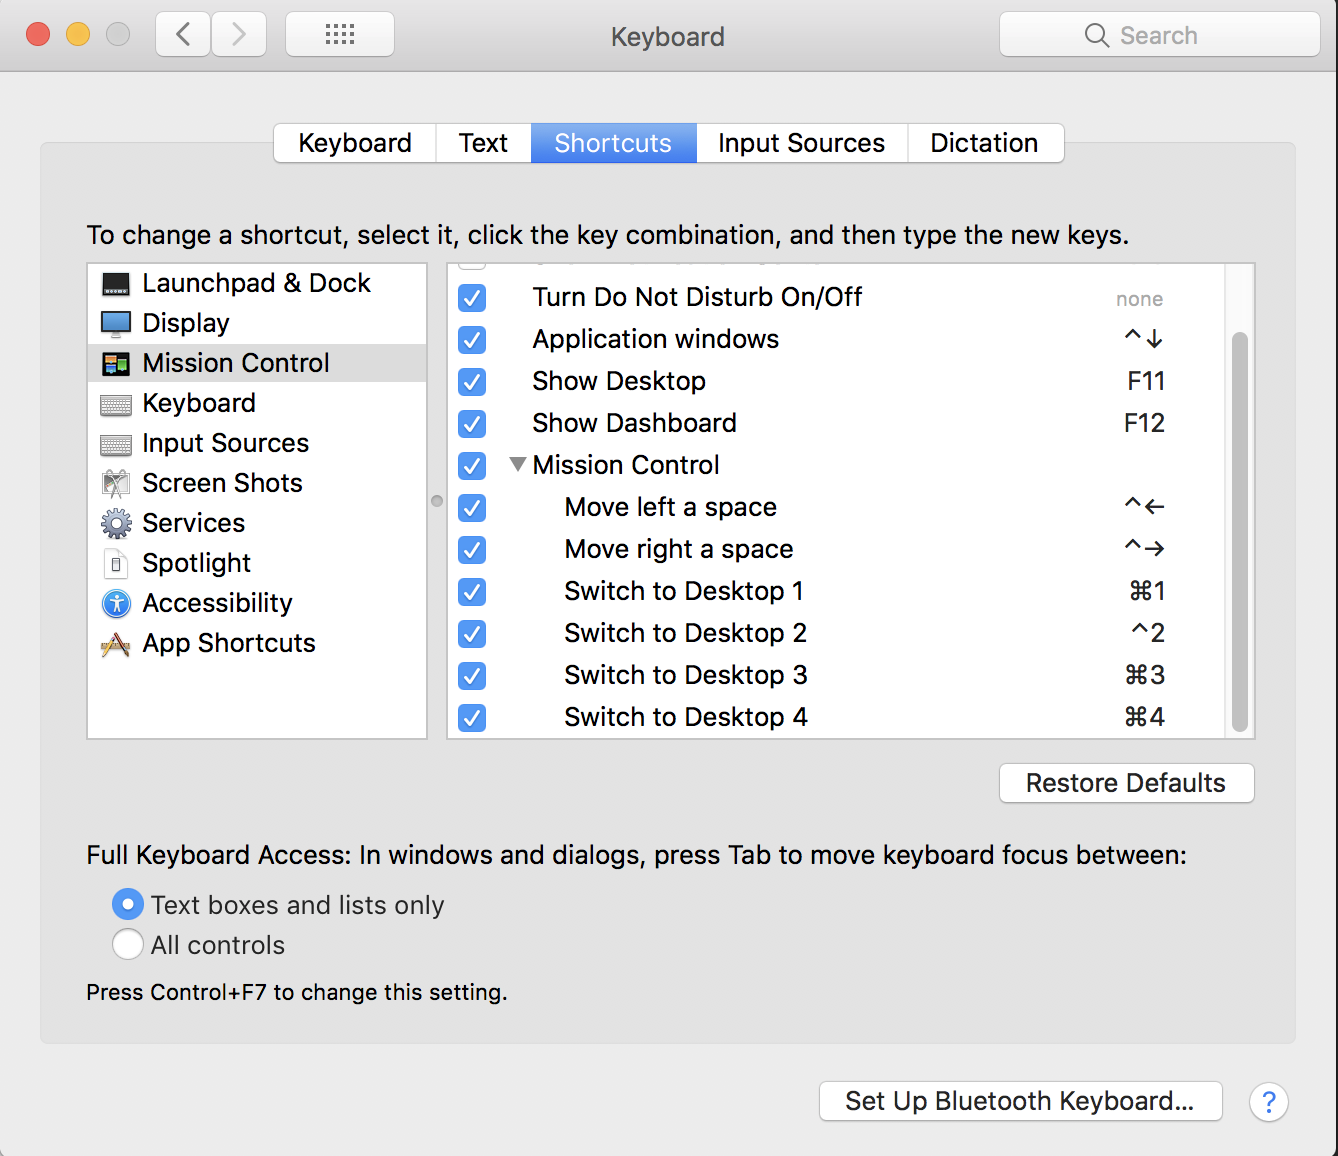 Keyboard
Search
Keyboard
Text
Shortcuts
Input Sources
Dictation
To change a shortcut, select it, click the key combination, and then type the new keys.
Launchpad & Dock
Display
Mission Control
Keyboard
Input Sources
Screen Shots
Services
Spotlight
Accessibility
App Shortcuts
Turn Do Not Disturb On/Off none
Application windows ^↓
Show Desktop F11
Show Dashboard F12
Mission Control
Move left a space ^←
Move right a space ^→
Switch to Desktop 1 ⌘1
Switch to Desktop 2 ^2
Switch to Desktop 3 ⌘3
Switch to Desktop 4 ⌘4
Restore Defaults
Full Keyboard Access: In windows and dialogs, press Tab to move keyboard focus between:
Text boxes and lists only
All controls
Press Control+F7 to change this setting.
Set Up Bluetooth Keyboard...
?